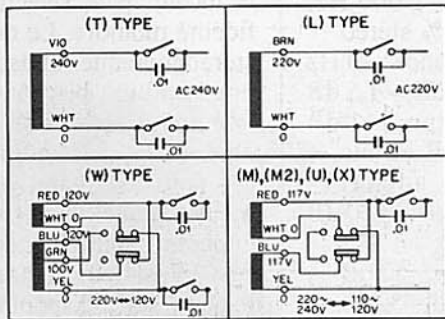 (T) TYPE
VIO
240V
.01
AC240V
WHT
0
.01
(L) TYPE
BRN
220V
.01
AC220V
WHT
0
.01
(W) TYPE
RED 120V
WHT 0
.01
BLU 120V
GRN
100V
YEL
220V ↔ 120V
.01
(M),(M2),(U),(X) TYPE
RED 117V
.01
WHT 0
BLU
117V
YEL
220~ 110~
240V ↔ 120V